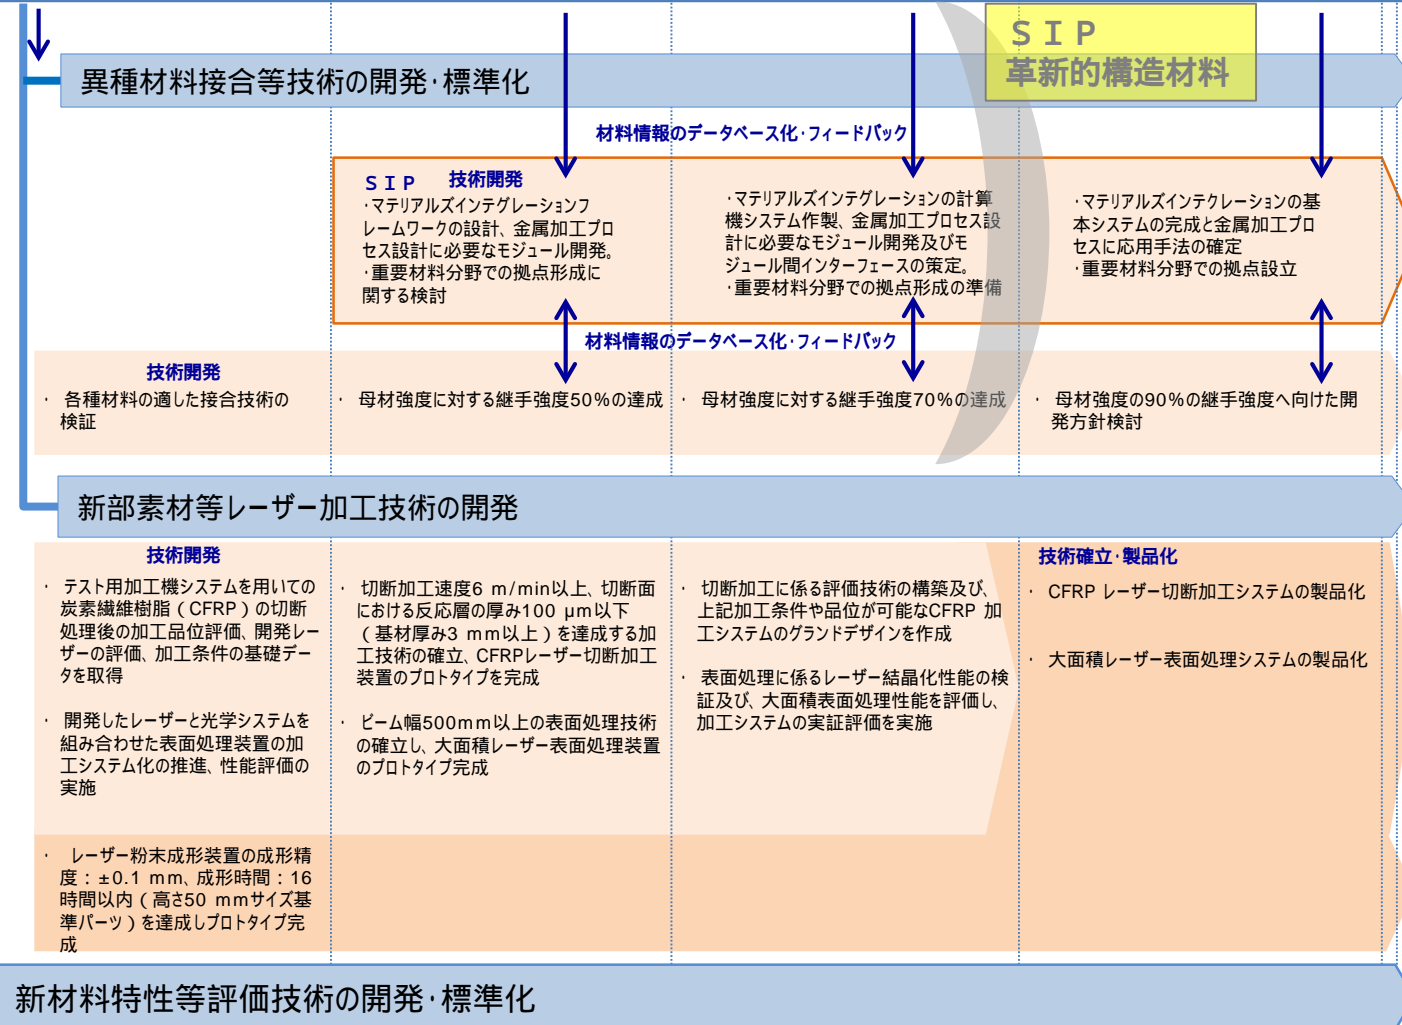 ＳＩＰ
革新的構造材料
異種材料接合等技術の開発・標準化
材料情報のデータベース化・フィードバック
ＳＩＰ 技術開発
・マテリアルズインテグレーションフ
レームワークの設計、金属加工プロ
セス設計に必要なモジュール開発。
・重要材料分野での拠点形成に
関する検討
・マテリアルズインテグレーションの計算
機システム作製、金属加工プロセス設
計に必要なモジュール開発及びモ
ジュール間インターフェースの策定。
・重要材料分野での拠点形成の準備
・マテリアルズインテクレーションの基
本システムの完成と金属加工プロ
セスに応用手法の確定
・重要材料分野での拠点設立
材料情報のデータベース化・フィードバック
技術開発
・ 各種材料の適した接合技術の
検証
・ 母材強度に対する継手強度50％の達成
・ 母材強度に対する継手強度70％の達成
・ 母材強度の90％の継手強度へ向けた開
発方針検討
新部素材等レーザー加工技術の開発
技術開発
・ テスト用加工機システムを用いての
炭素繊維樹脂（CFRP）の切断
処理後の加工品位評価、開発レー
ザーの評価、加工条件の基礎デー
タを取得
・ 開発したレーザーと光学システムを
組み合わせた表面処理装置の加
工システム化の推進、性能評価の
実施
・ 切断加工速度6 m/min以上、切断面
における反応層の厚み100 μm以下
（基材厚み3 mm以上）を達成する加
工技術の確立、CFRPレーザー切断加工
装置のプロトタイプを完成
・ ビーム幅500mm以上の表面処理技術
の確立し、大面積レーザー表面処理装置
のプロトタイプ完成
・ 切断加工に係る評価技術の構築及び、
上記加工条件や品位が可能なCFRP 加
工システムのグランドデザインを作成
・ 表面処理に係るレーザー結晶化性能の検
証及び、大面積表面処理性能を評価し、
加工システムの実証評価を実施
技術確立・製品化
・ CFRP レーザー切断加工システムの製品化
・ 大面積レーザー表面処理システムの製品化
・ レーザー粉末成形装置の成形精
度：±0.1 mm、成形時間：16
時間以内（高さ50 mmサイズ基
準パーツ）を達成しプロトタイプ完
成
新材料特性等評価技術の開発・標準化